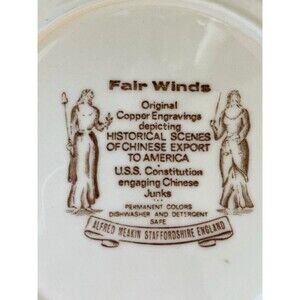 Fair Winds
Original
Copper Engravings
depicting
HISTORICAL SCENES
OF CHINESE EXPORT
TO AMERICA
U.S.S. Constitution
engaging Chinese
Junks
PERMANENT COLORS
DISHWASHER AND DETERGENT
SAFE
ALFRED MEAKIN STAFFORDSHIRE ENGLAND